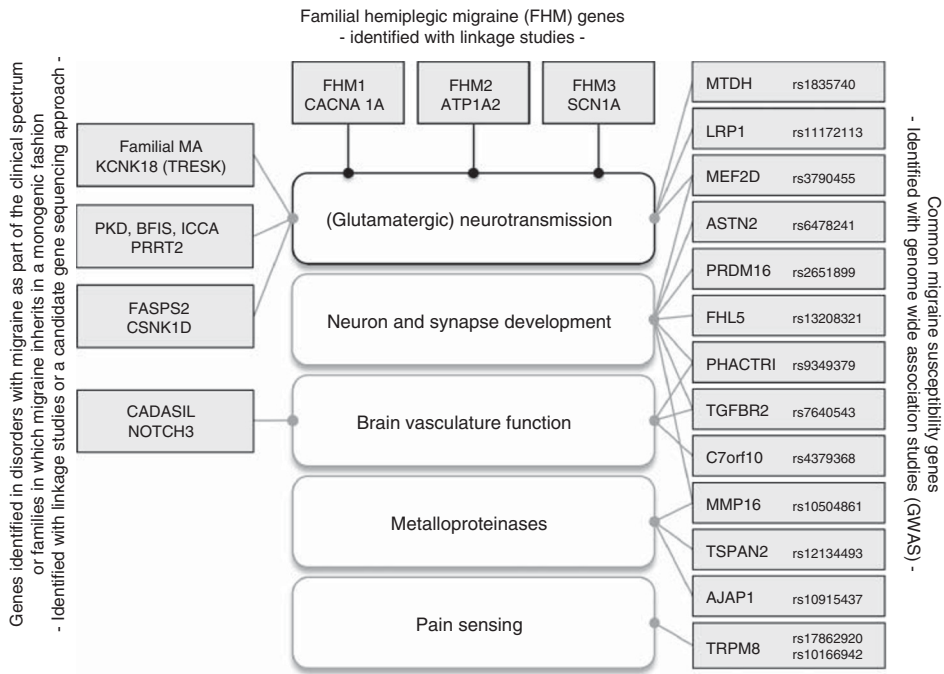 Familial hemiplegic migraine (FHM) genes
- identified with linkage studies -
Genes identified in disorders with migraine as part of the clinical spectrum
or families in which migraine inherits in a monogenic fashion
- Identified with linkage studies or a candidate gene sequencing approach -
FHM1
CACNA 1A
FHM2
ATP1A2
FHM3
SCN1A
Familial MA
KCNK18 (TRESK)
PKD, BFIS, ICCA
PRRT2
FASPS2
CSNK1D
CADASIL
NOTCH3
(Glutamatergic) neurotransmission
Neuron and synapse development
Brain vasculature function
Metalloproteinases
Pain sensing
MTDH rs1835740
LRP1 rs11172113
MEF2D rs3790455
ASTN2 rs6478241
PRDM16 rs2651899
FHL5 rs13208321
PHACTRI rs9349379
TGFBR2 rs7640543
C7orf10 rs4379368
MMP16 rs10504861
TSPAN2 rs12134493
AJAP1 rs10915437
TRPM8 rs17862920
rs10166942
Common migraine susceptibility genes
- Identified with genome wide association studies (GWAS) -